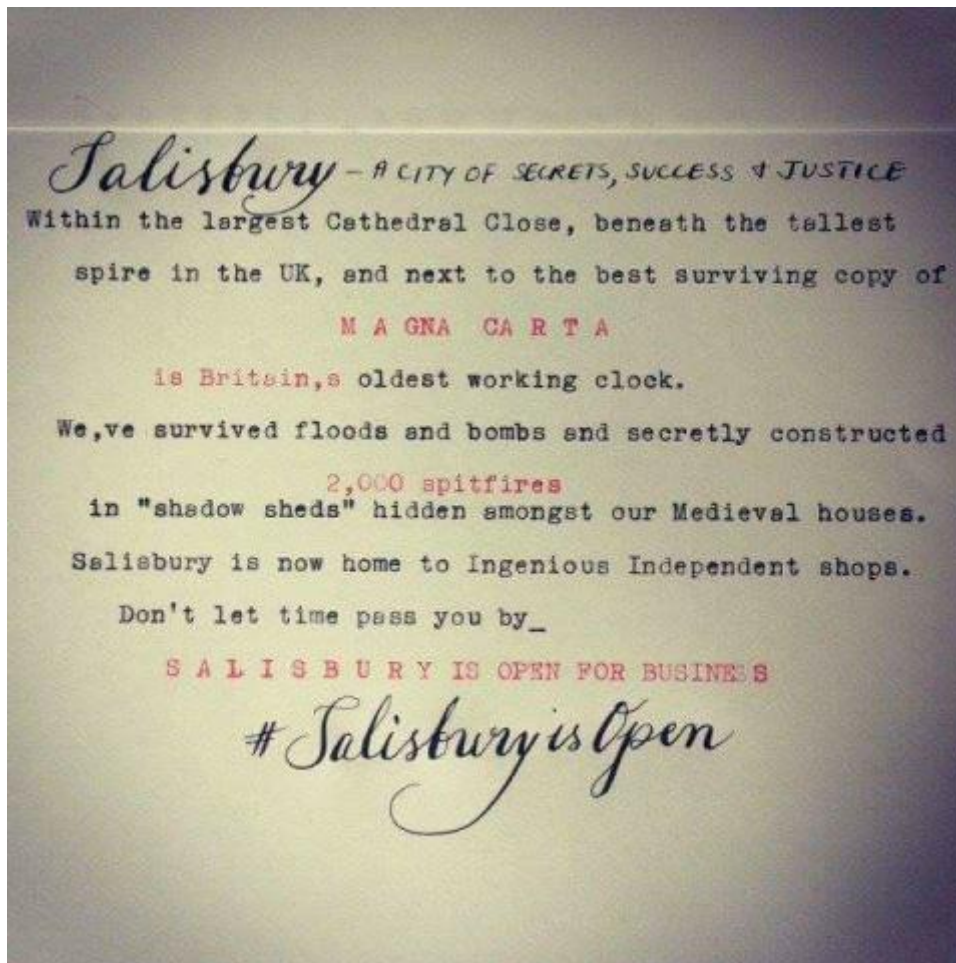 Salisbury - A CITY OF SECRETS, SUCCESS & JUSTICE
Within the largest Cathedral Close, beneath the tallest
spire in the UK, and next to the best surviving copy of
M A GNA CA R T A
is Britain,s oldest working clock.
We,ve survived floods and bombs and secretly constructed
2,000 spitfires
in "shadow sheds" hidden amongst our Medieval houses.
Salisbury is now home to Ingenious Independent shops.
Don't let time pass you by_
S A L I S B U R Y IS OPEN FOR BUSINESS
# Salisbury is Open